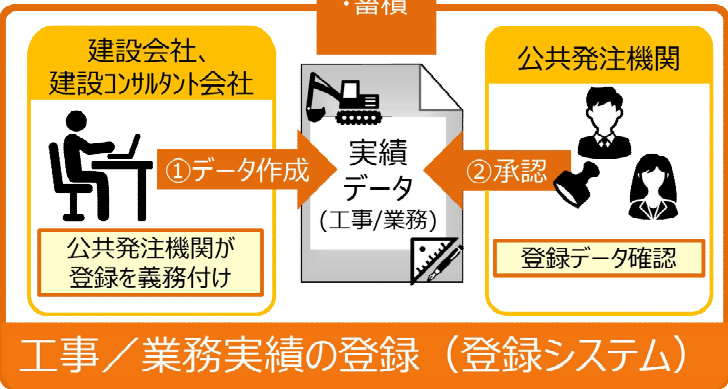 ・蓄積
建設会社、
建設コンサルタント会社
①データ作成
公共発注機関が
登録を義務付け
実績
データ
(工事/業務)
公共発注機関
②承認
登録データ確認
工事／業務実績の登録（登録システム）